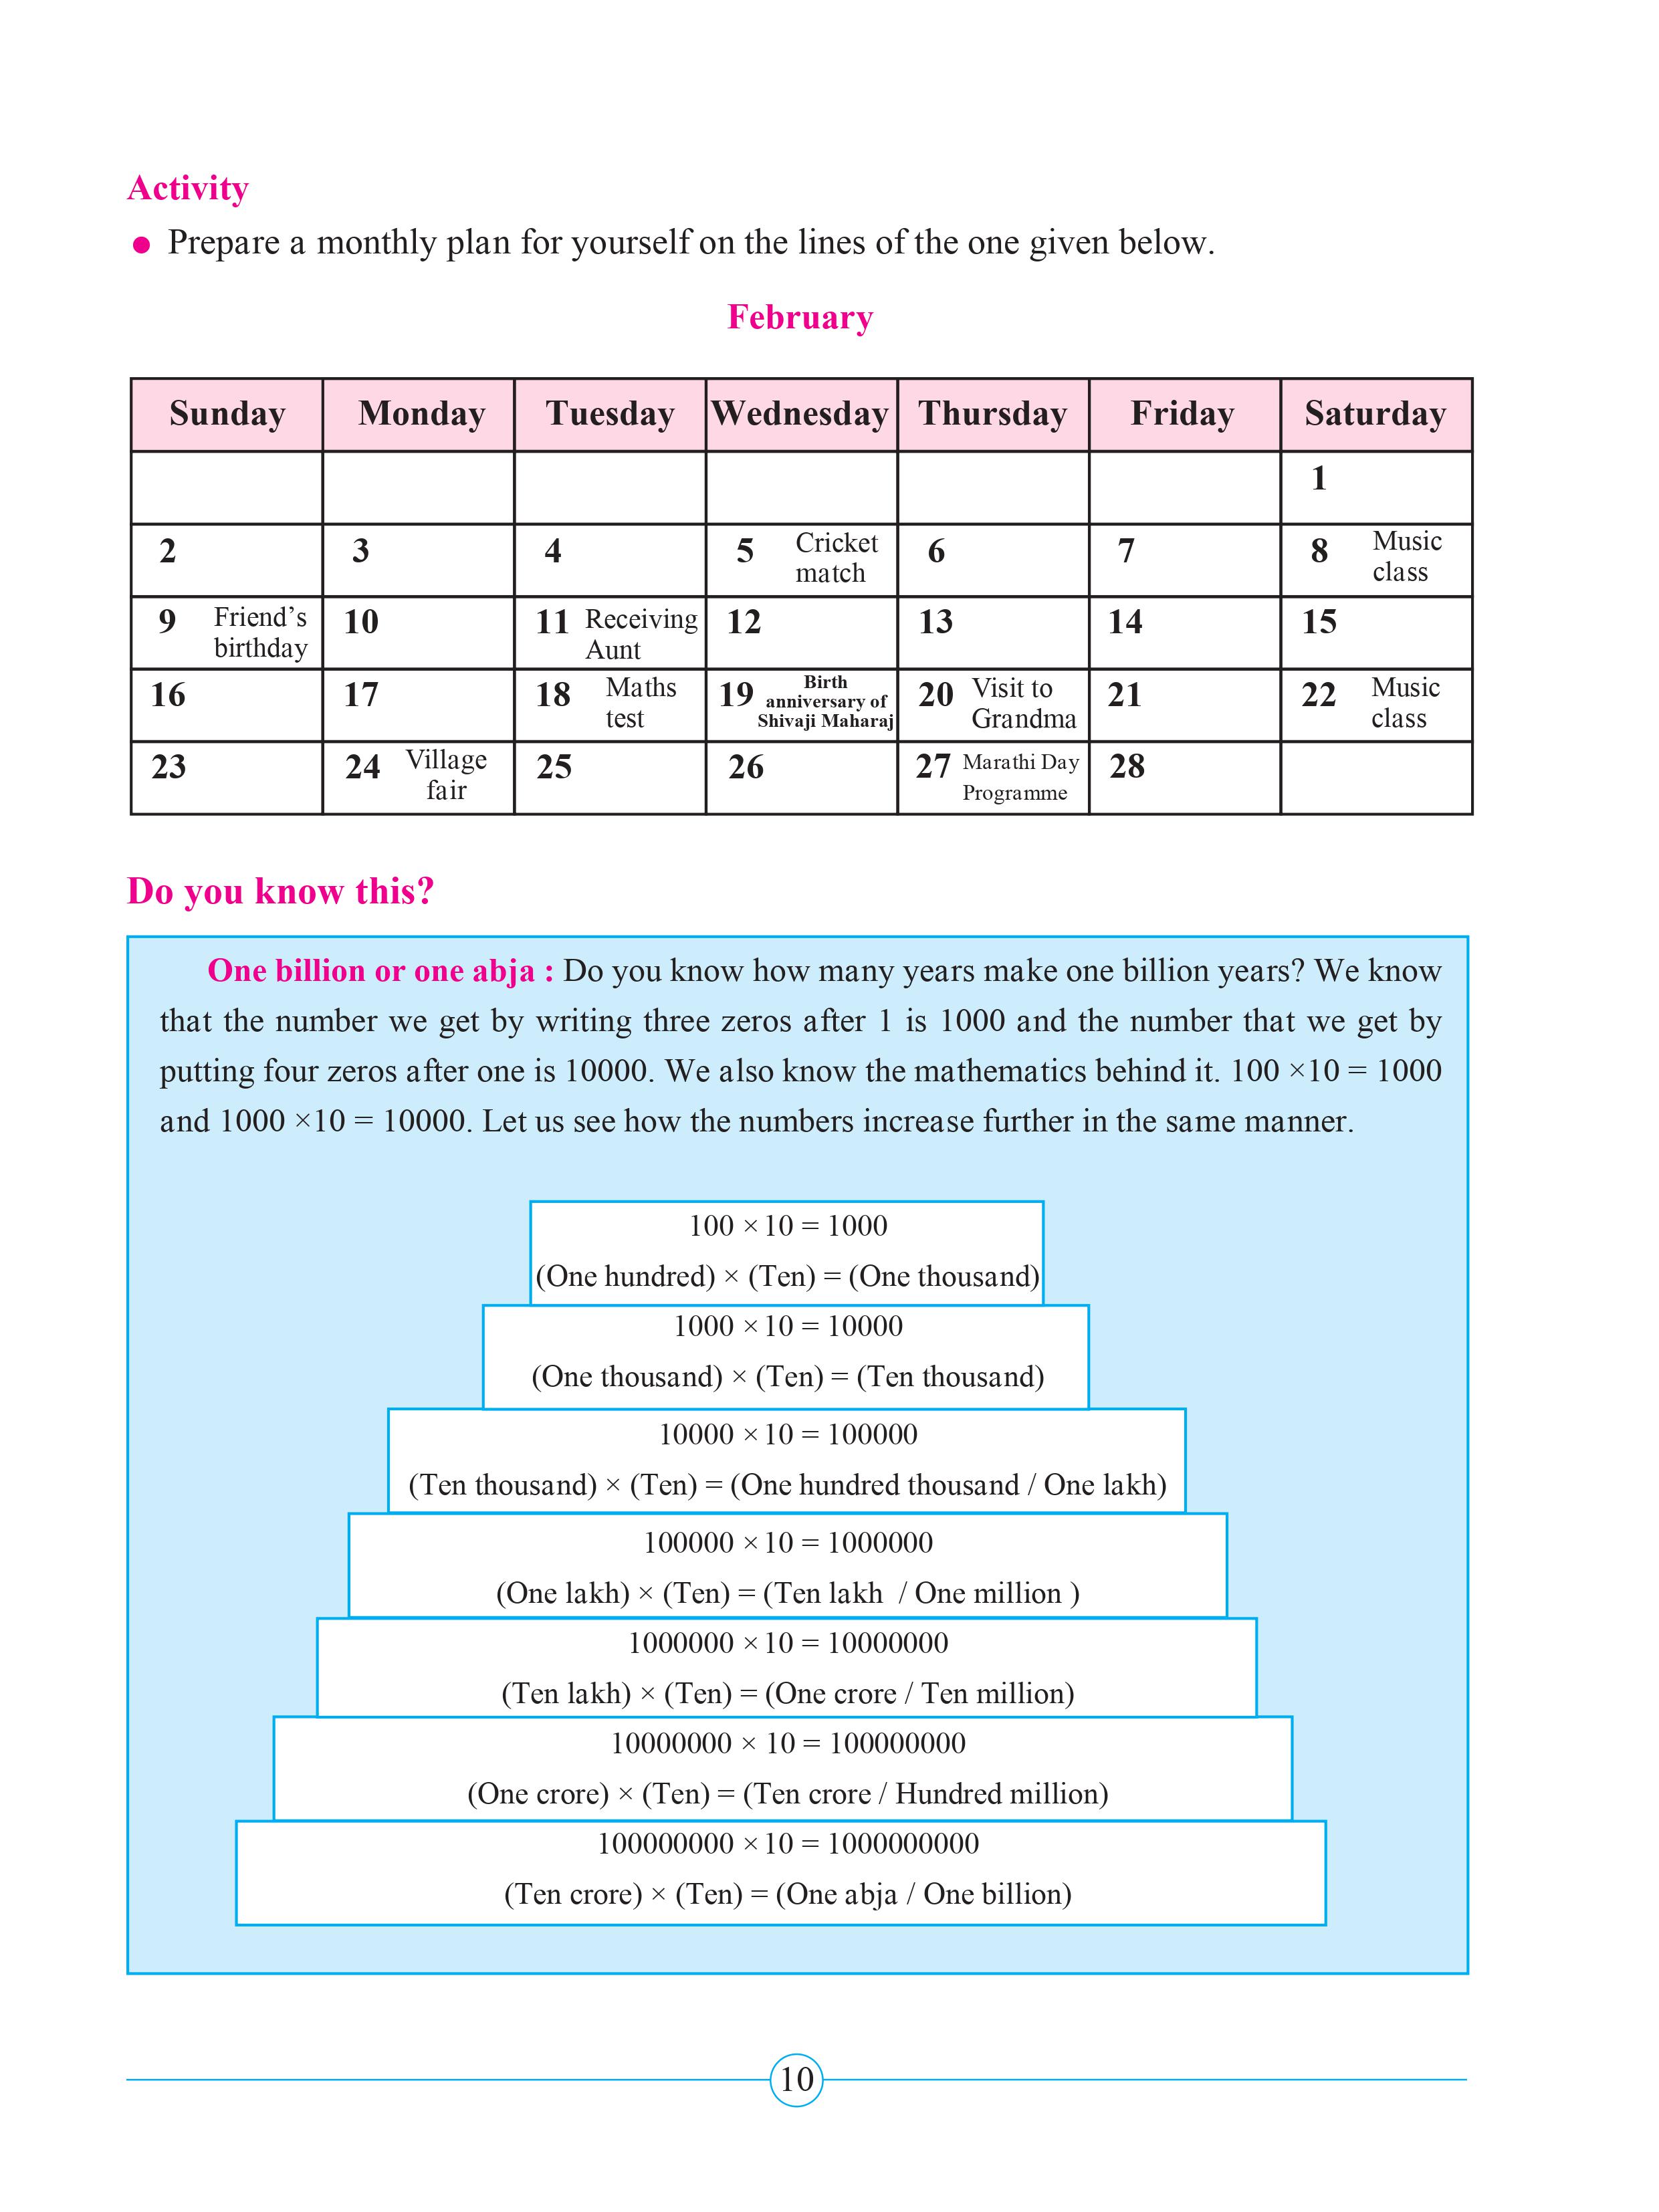 Activity
● Prepare a monthly plan for yourself on the lines of the one given below.
February
Sunday Monday Tuesday Wednesday Thursday Friday Saturday
1
2 3 4 5 Cricket match 6 7 8 Music class
9 Friend’s birthday 10 11 Receiving Aunt 12 13 14 15
16 17 18 Maths test 19 Birth anniversary of Shivaji Maharaj 20 Visit to Grandma 21 22 Music class
23 24 Village fair 25 26 27 Marathi Day Programme 28
Do you know this?
One billion or one abja : Do you know how many years make one billion years? We know
that the number we get by writing three zeros after 1 is 1000 and the number that we get by
putting four zeros after one is 10000. We also know the mathematics behind it. 100 ×10 = 1000
and 1000 ×10 = 10000. Let us see how the numbers increase further in the same manner.
100 ×10 = 1000
(One hundred) × (Ten) = (One thousand)
1000 ×10 = 10000
(One thousand) × (Ten) = (Ten thousand)
10000 ×10 = 100000
(Ten thousand) × (Ten) = (One hundred thousand / One lakh)
100000 ×10 = 1000000
(One lakh) × (Ten) = (Ten lakh / One million )
1000000 ×10 = 10000000
(Ten lakh) × (Ten) = (One crore / Ten million)
10000000 × 10 = 100000000
(One crore) × (Ten) = (Ten crore / Hundred million)
100000000 ×10 = 1000000000
(Ten crore) × (Ten) = (One abja / One billion)
10